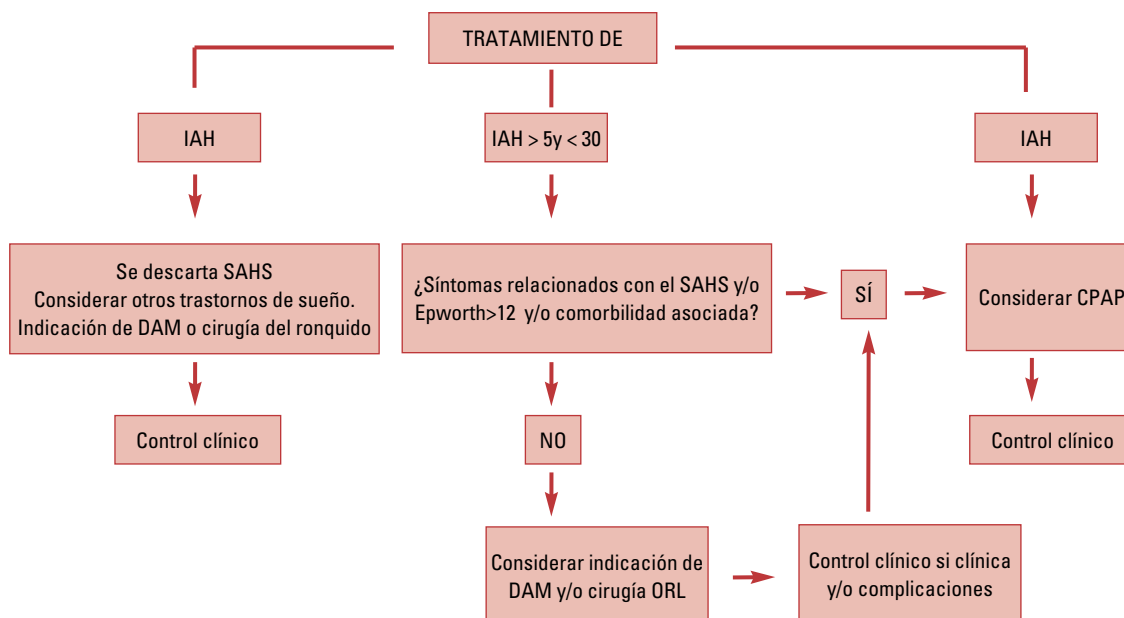 TRATAMIENTO DE
IAH
IAH > 5y < 30
IAH
Se descarta SAHS
Considerar otros trastornos de sueño.
Indicación de DAM o cirugía del ronquido
¿Síntomas relacionados con el SAHS y/o
Epworth>12 y/o comorbilidad asociada?
SÍ
Considerar CPAP
Control clínico
NO
Control clínico
Considerar indicación de
DAM y/o cirugía ORL
Control clínico si clínica
y/o complicaciones